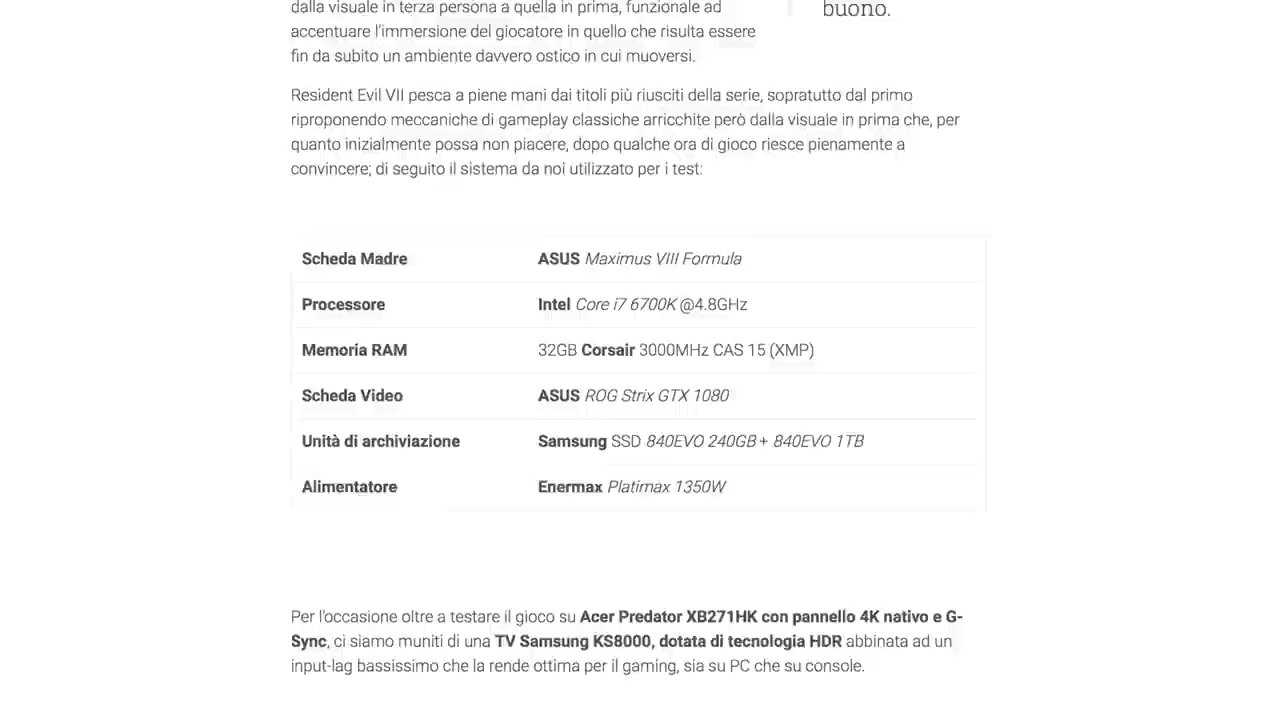 dalla visuale in terza persona a quella in prima, funzionale ad
accentuare l'immersione del giocatore in quello che risulta essere
fin da subito un ambiente davvero ostico in cui muoversi.
buono.
Resident Evil VII pesca a piene mani dai titoli più riusciti della serie, sopratutto dal primo
riproponendo meccaniche di gameplay classiche arricchite però dalla visuale in prima che, per
quanto inizialmente possa non piacere, dopo qualche ora di gioco riesce pienamente a
convincere; di seguito il sistema da noi utilizzato per i test:
Scheda Madre ASUS Maximus VIII Formula
Processore Intel Core i7 6700K @4.8GHz
Memoria RAM 32GB Corsair 3000MHz CAS 15 (XMP)
Scheda Video ASUS ROG Strix GTX 1080
Unità di archiviazione Samsung SSD 840EVO 240GB + 840EVO 1TB
Alimentatore Enermax Platimax 1350W
Per l'occasione oltre a testare il gioco su Acer Predator XB271HK con pannello 4K nativo e G-
Sync, ci siamo muniti di una TV Samsung KS8000, dotata di tecnologia HDR abbinata ad un
input-lag bassissimo che la rende ottima per il gaming, sia su PC che su console.